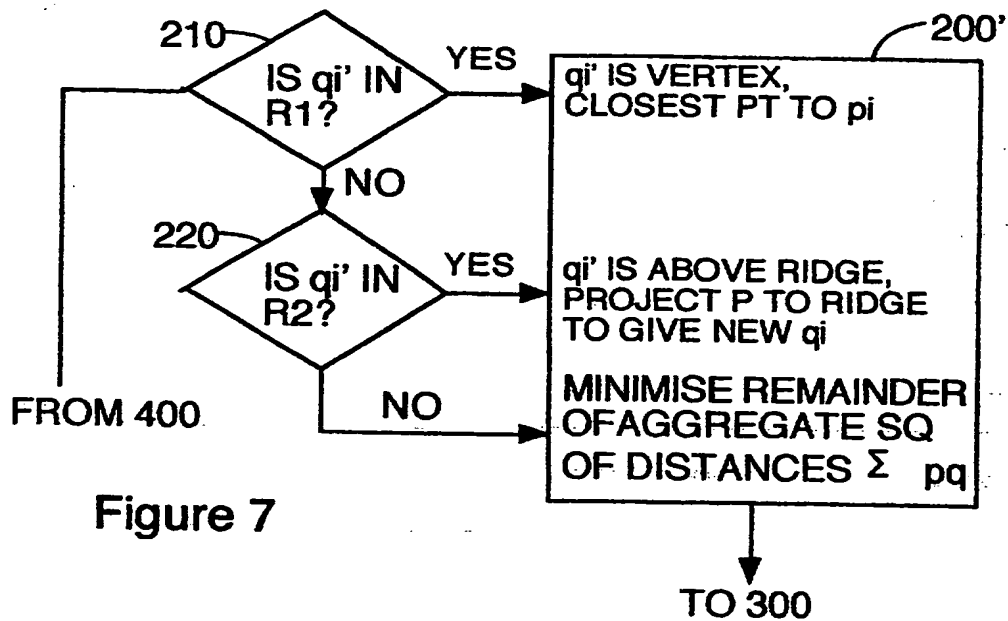 210
200'
IS qi' IN
R1?
YES
qi' IS VERTEX,
CLOSEST PT TO pi
NO
220
IS qi' IN
R2?
YES
qi' IS ABOVE RIDGE,
PROJECT P TO RIDGE
TO GIVE NEW qi
FROM 400
NO
MINIMISE REMAINDER
OFAGGREGATE SQ
OF DISTANCES Σ pq
Figure 7
TO 300